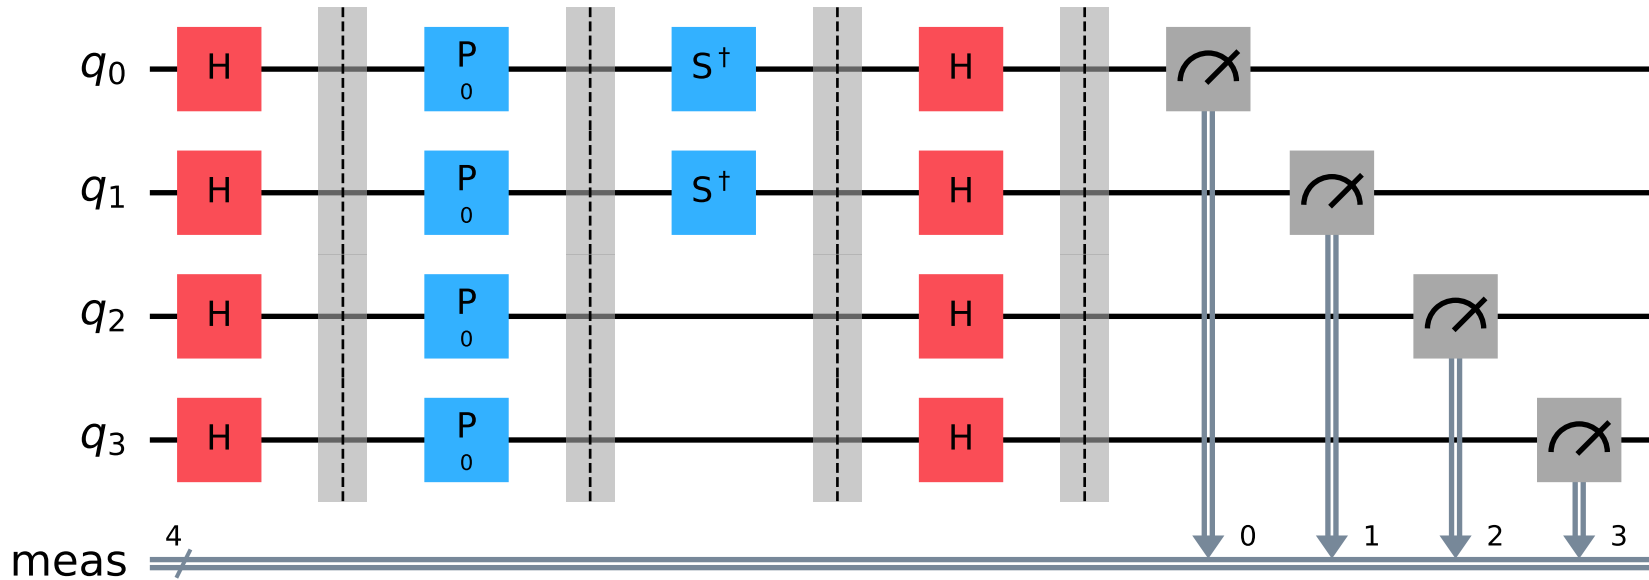 q0 H P 0 S† H
q1 H P 0 S† H
q2 H P 0 H
q3 H P 0 H
meas 4 0 1 2 3